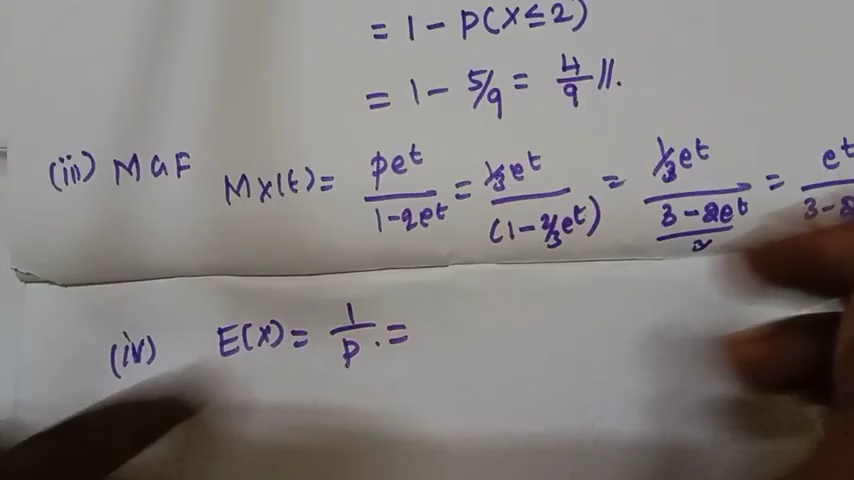 = 1 - P(X ≤ 2)
= 1 - 5/9 = 4/9 //.
(iii) MGF Mx(t) = pe^t / 1-qe^t = 1/3 e^t / (1 - 2/3 e^t) = 1/3 e^t / (3 - 2e^t / 3) = e^t / 3 - 2
(iv) E(X) = 1/p . =